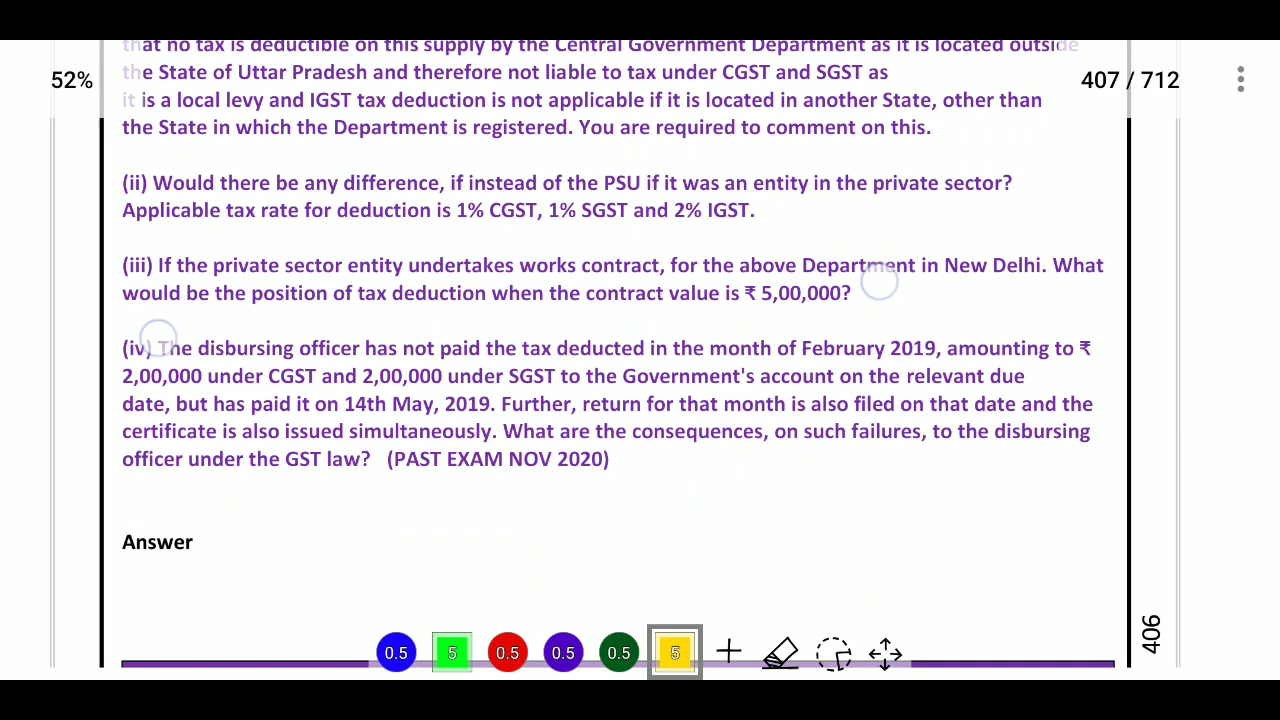 that no tax is deductible on this supply by the Central Government Department as it is located outside
52%
the State of Uttar Pradesh and therefore not liable to tax under CGST and SGST as
407 / 712
it is a local levy and IGST tax deduction is not applicable if it is located in another State, other than
the State in which the Department is registered. You are required to comment on this.
(ii) Would there be any difference, if instead of the PSU if it was an entity in the private sector?
Applicable tax rate for deduction is 1% CGST, 1% SGST and 2% IGST.
(iii) If the private sector entity undertakes works contract, for the above Department in New Delhi. What
would be the position of tax deduction when the contract value is ₹ 5,00,000?
(iv) The disbursing officer has not paid the tax deducted in the month of February 2019, amounting to ₹
2,00,000 under CGST and 2,00,000 under SGST to the Government's account on the relevant due
date, but has paid it on 14th May, 2019. Further, return for that month is also filed on that date and the
certificate is also issued simultaneously. What are the consequences, on such failures, to the disbursing
officer under the GST law? (PAST EXAM NOV 2020)
Answer
406
0.5 5 0.5 0.5 0.5 5